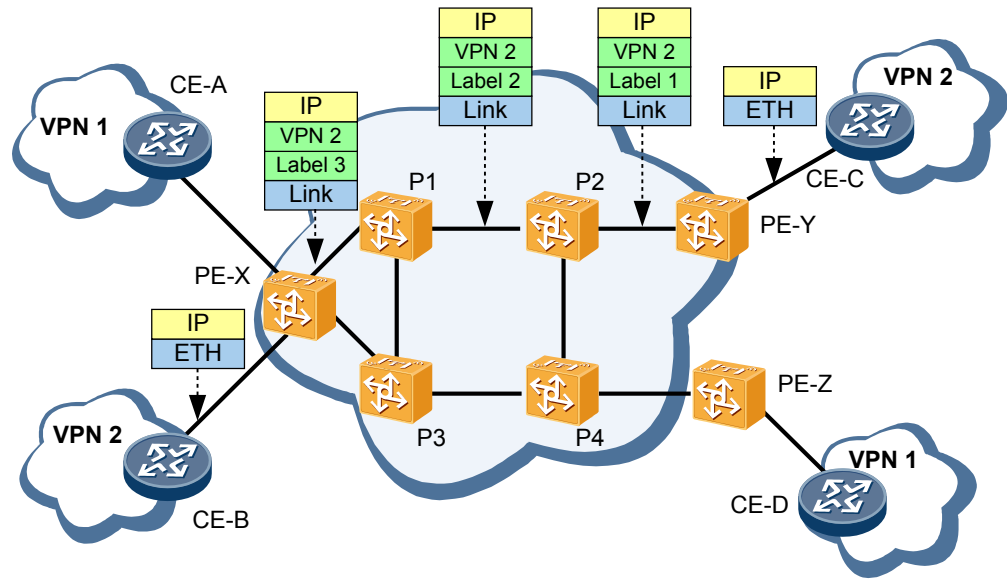 IP
VPN 2
Label 2
Link
IP
VPN 2
Label 1
Link
IP
ETH
VPN 2
CE-A
VPN 1
IP
VPN 2
Label 3
Link
P1
P2
CE-C
PE-Y
PE-X
IP
ETH
PE-Z
P3
P4
VPN 2
CE-B
VPN 1
CE-D